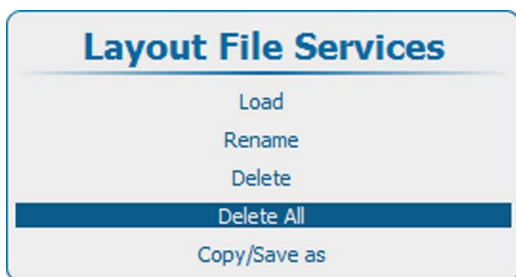 Layout File Services
Load
Rename
Delete
Delete All
Copy/Save as